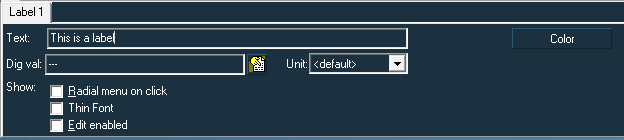 Label 1
Text: This is a label Color
Dig val: --- Unit: <default>
Show:
Radial menu on click
Thin Font
Edit enabled